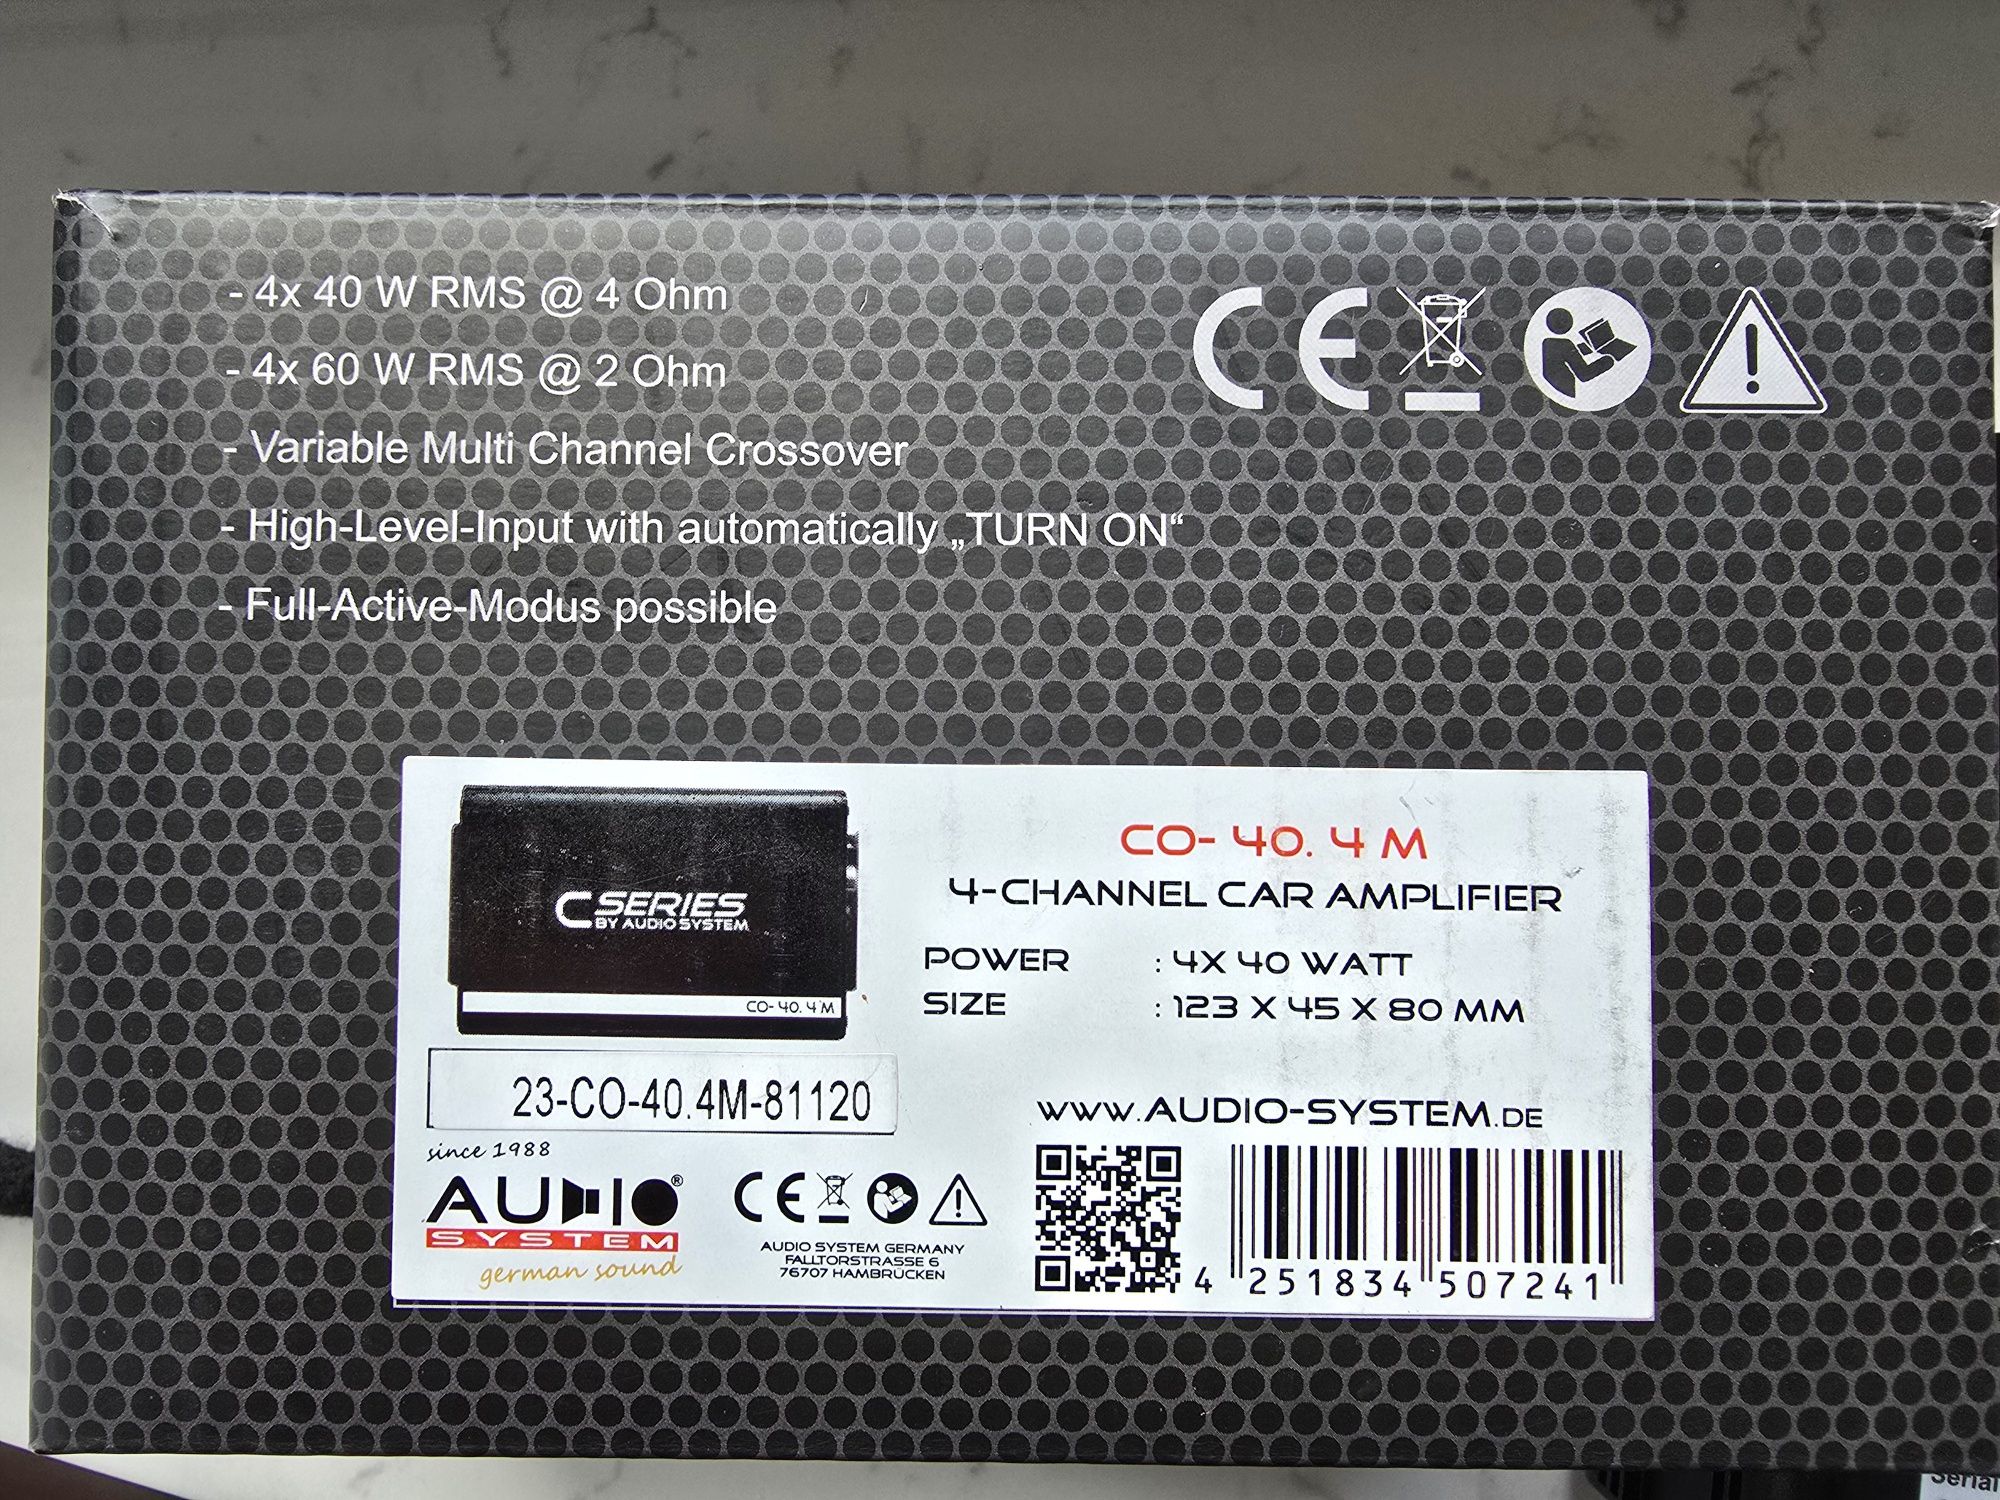 - 4x 40 W RMS @ 4 Ohm
- 4x 60 W RMS @ 2 Ohm
- Variable Multi Channel Crossover
- High-Level-Input with automatically „TURN ON“
- Full-Active-Modus possible
CE
C SERIES
BY AUDIO SYSTEM
CO-40.4 M
CO- 40. 4 M
4-CHANNEL CAR AMPLIFIER
POWER : 4X 40 WATT
SIZE : 123 X 45 X 80 MM
23-CO-40.4M-81120
since 1988
AUDIO®
SYSTEM
german sound
CE
AUDIO SYSTEM GERMANY
FALLTORSTRASSE 6
76707 HAMBRÜCKEN
WWW.AUDIO-SYSTEM.DE
4 251834 507241
Serial